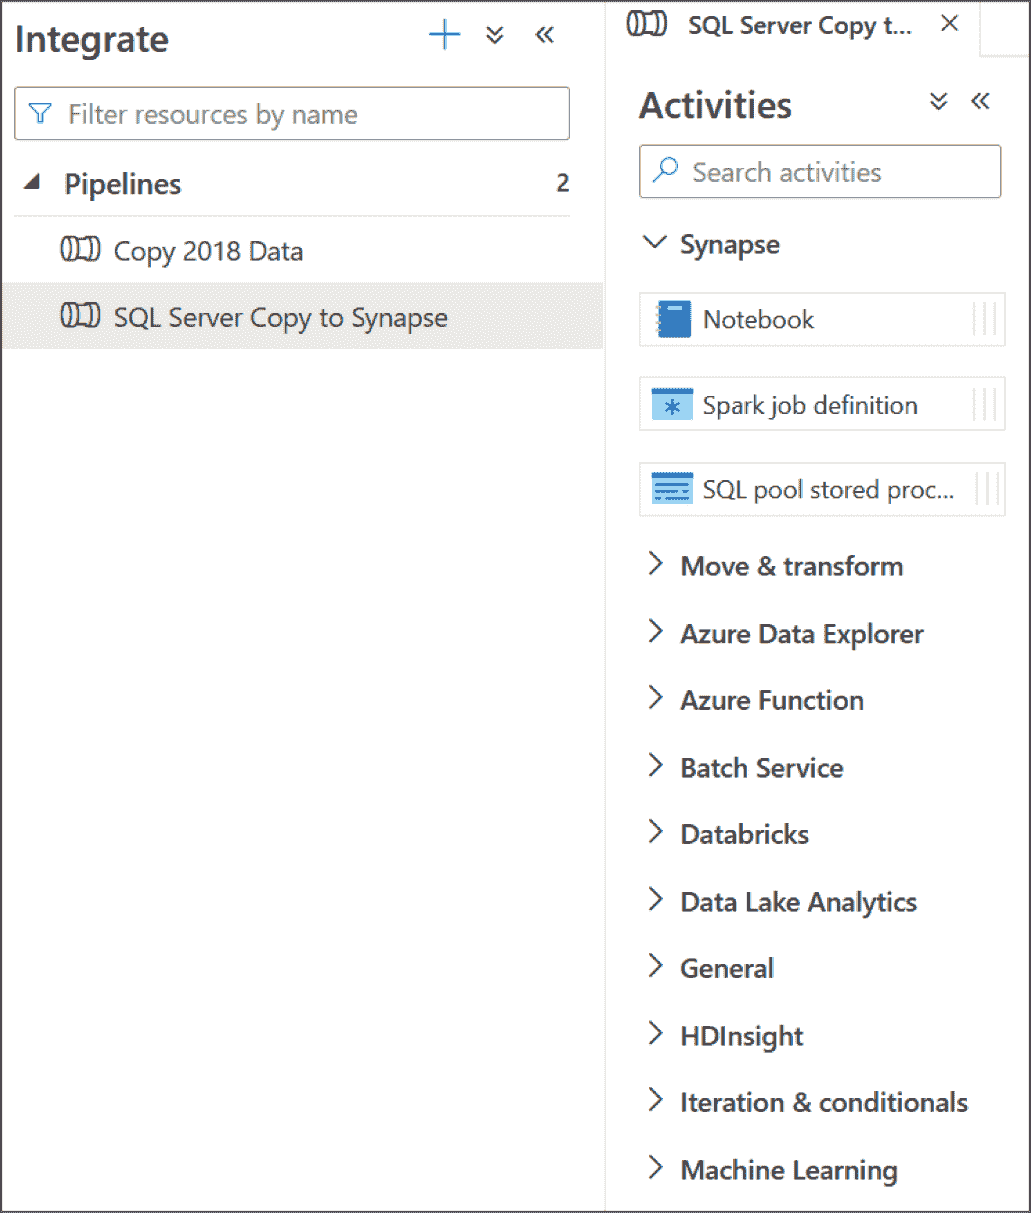 Integrate
Filter resources by name
Pipelines 2
Copy 2018 Data
SQL Server Copy to Synapse
SQL Server Copy t...
Activities
Search activities
Synapse
Notebook
Spark job definition
SQL pool stored proc...
Move & transform
Azure Data Explorer
Azure Function
Batch Service
Databricks
Data Lake Analytics
General
HDInsight
Iteration & conditionals
Machine Learning